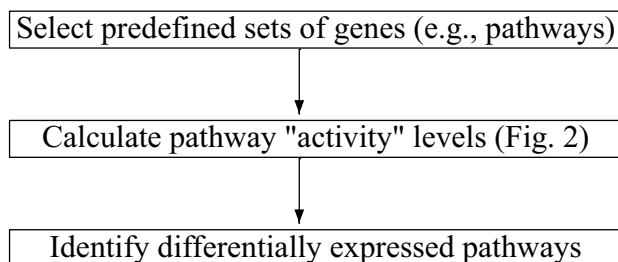 Select predefined sets of genes (e.g., pathways)
Calculate pathway "activity" levels (Fig. 2)
Identify differentially expressed pathways